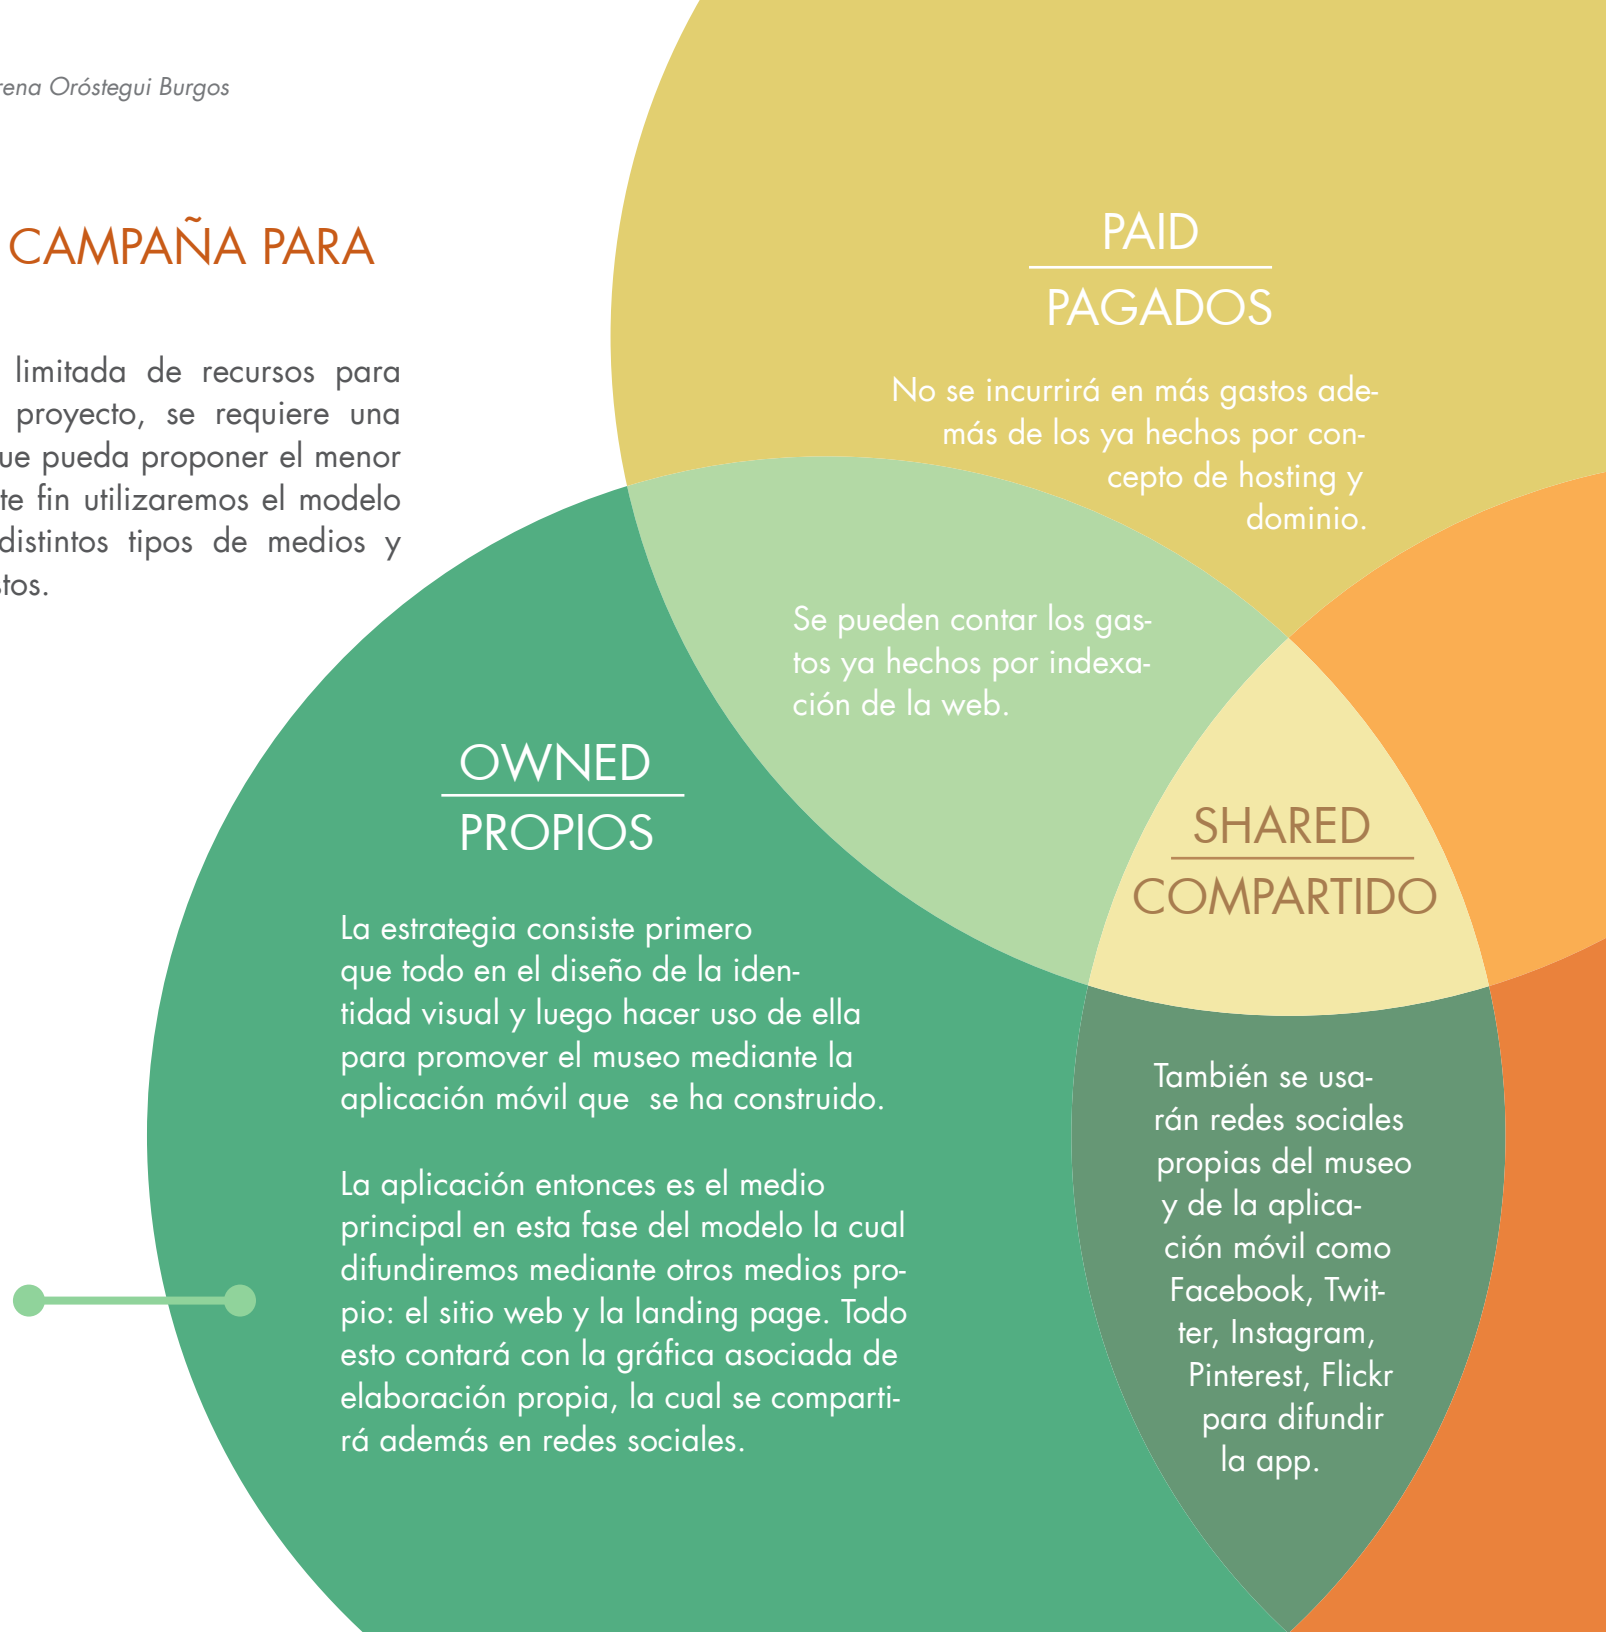 Oróstegui Burgos
CAMPAÑA PARA
limitada de recursos para
proyecto, se requiere una
pueda proponer el menor
fin utilizaremos el modelo
distintos tipos de medios y
PAID
PAGADOS
No se incurrirá en más gastos ade-
más de los ya hechos por con-
cepto de hosting y
dominio.
Se pueden contar los gas-
tos ya hechos por indexa-
ción de la web.
OWNED
PROPIOS
La estrategia consiste primero
que todo en el diseño de la iden-
tidad visual y luego hacer uso de ella
para promover el museo mediante la
aplicación móvil que se ha construido.
La aplicación entonces es el medio
principal en esta fase del modelo la cual
difundiremos mediante otros medios pro-
pio: el sitio web y la landing page. Todo
esto contará con la gráfica asociada de
elaboración propia, la cual se comparti-
rá además en redes sociales.
SHARED
COMPARTIDO
También se usa-
rán redes sociales
propias del museo
y de la aplica-
ción móvil como
Facebook, Twit-
ter, Instagram,
Pinterest, Flickr
para difundir
la app.